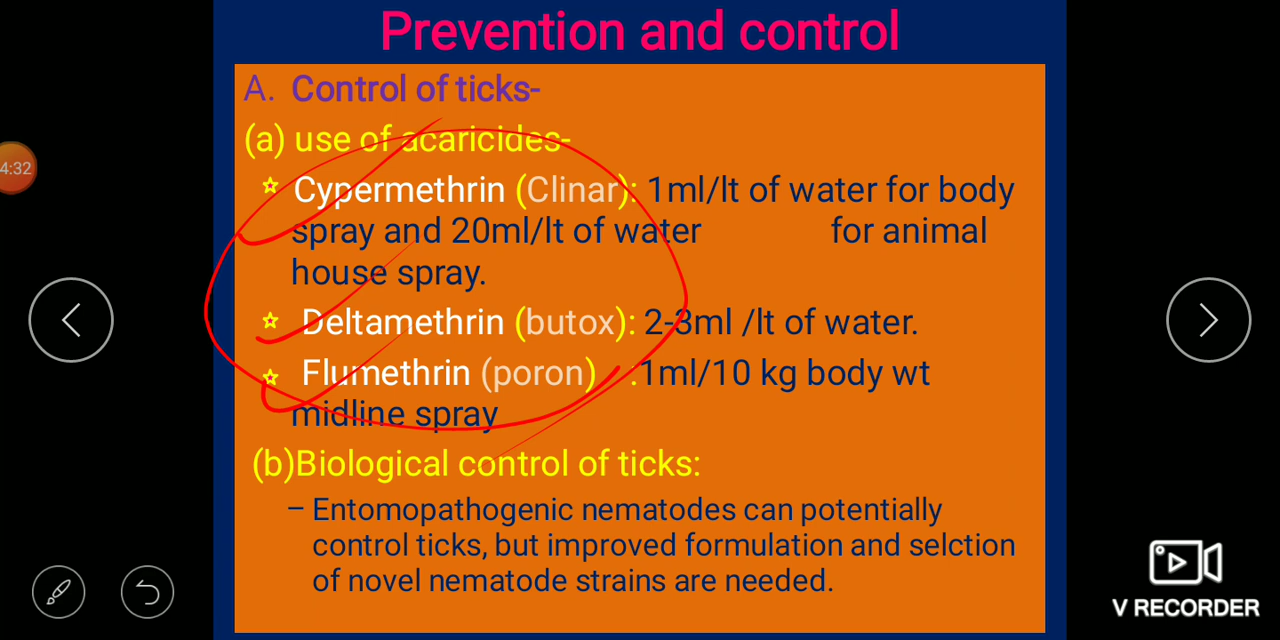 Prevention and control
A. Control of ticks-
(a) use of acaricides-
Cypermethrin (Clinar): 1ml/lt of water for body
spray and 20ml/lt of water for animal
house spray.
Deltamethrin (butox): 2-3ml /lt of water.
Flumethrin (poron) :1ml/10 kg body wt
midline spray
(b)Biological control of ticks:
– Entomopathogenic nematodes can potentially
control ticks, but improved formulation and selction
of novel nematode strains are needed.
4:32
V RECORDER